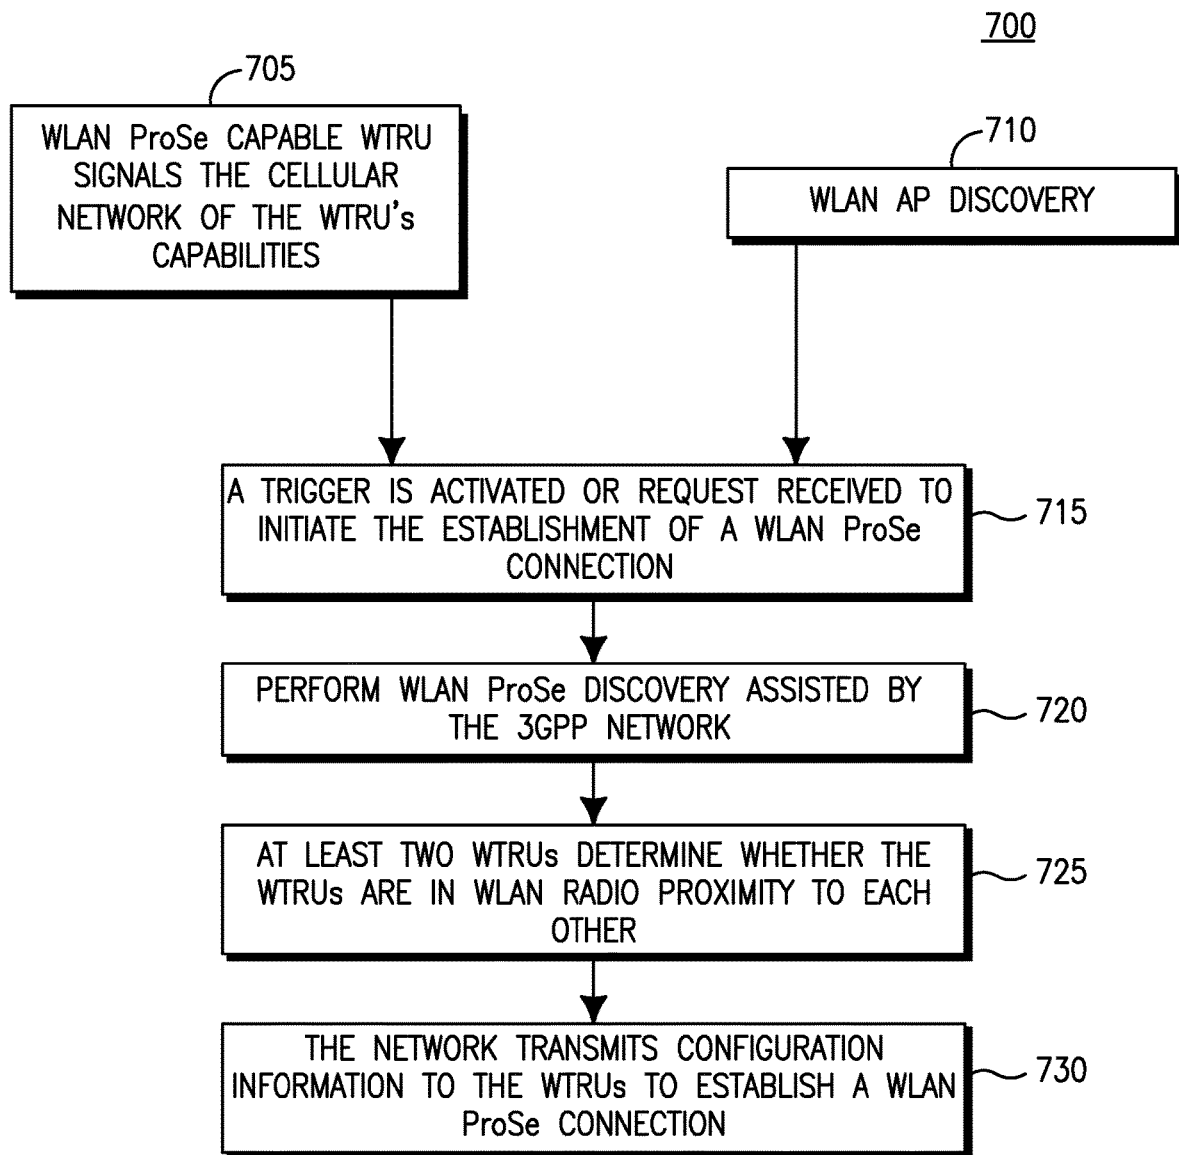 700
705
WLAN ProSe CAPABLE WTRU
SIGNALS THE CELLULAR
NETWORK OF THE WTRU's
CAPABILITIES
710
WLAN AP DISCOVERY
A TRIGGER IS ACTIVATED OR REQUEST RECEIVED TO
INITIATE THE ESTABLISHMENT OF A WLAN ProSe
CONNECTION
715
PERFORM WLAN ProSe DISCOVERY ASSISTED BY
THE 3GPP NETWORK
720
AT LEAST TWO WTRUs DETERMINE WHETHER THE
WTRUs ARE IN WLAN RADIO PROXIMITY TO EACH
OTHER
725
THE NETWORK TRANSMITS CONFIGURATION
INFORMATION TO THE WTRUs TO ESTABLISH A WLAN
ProSe CONNECTION
730